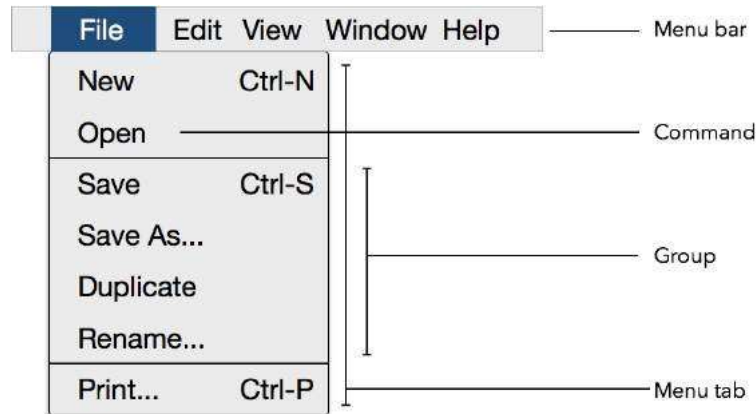 File Edit View Window Help Menu bar
New Ctrl-N
Open Command
Save Ctrl-S
Save As...
Duplicate Group
Rename...
Print... Ctrl-P Menu tab